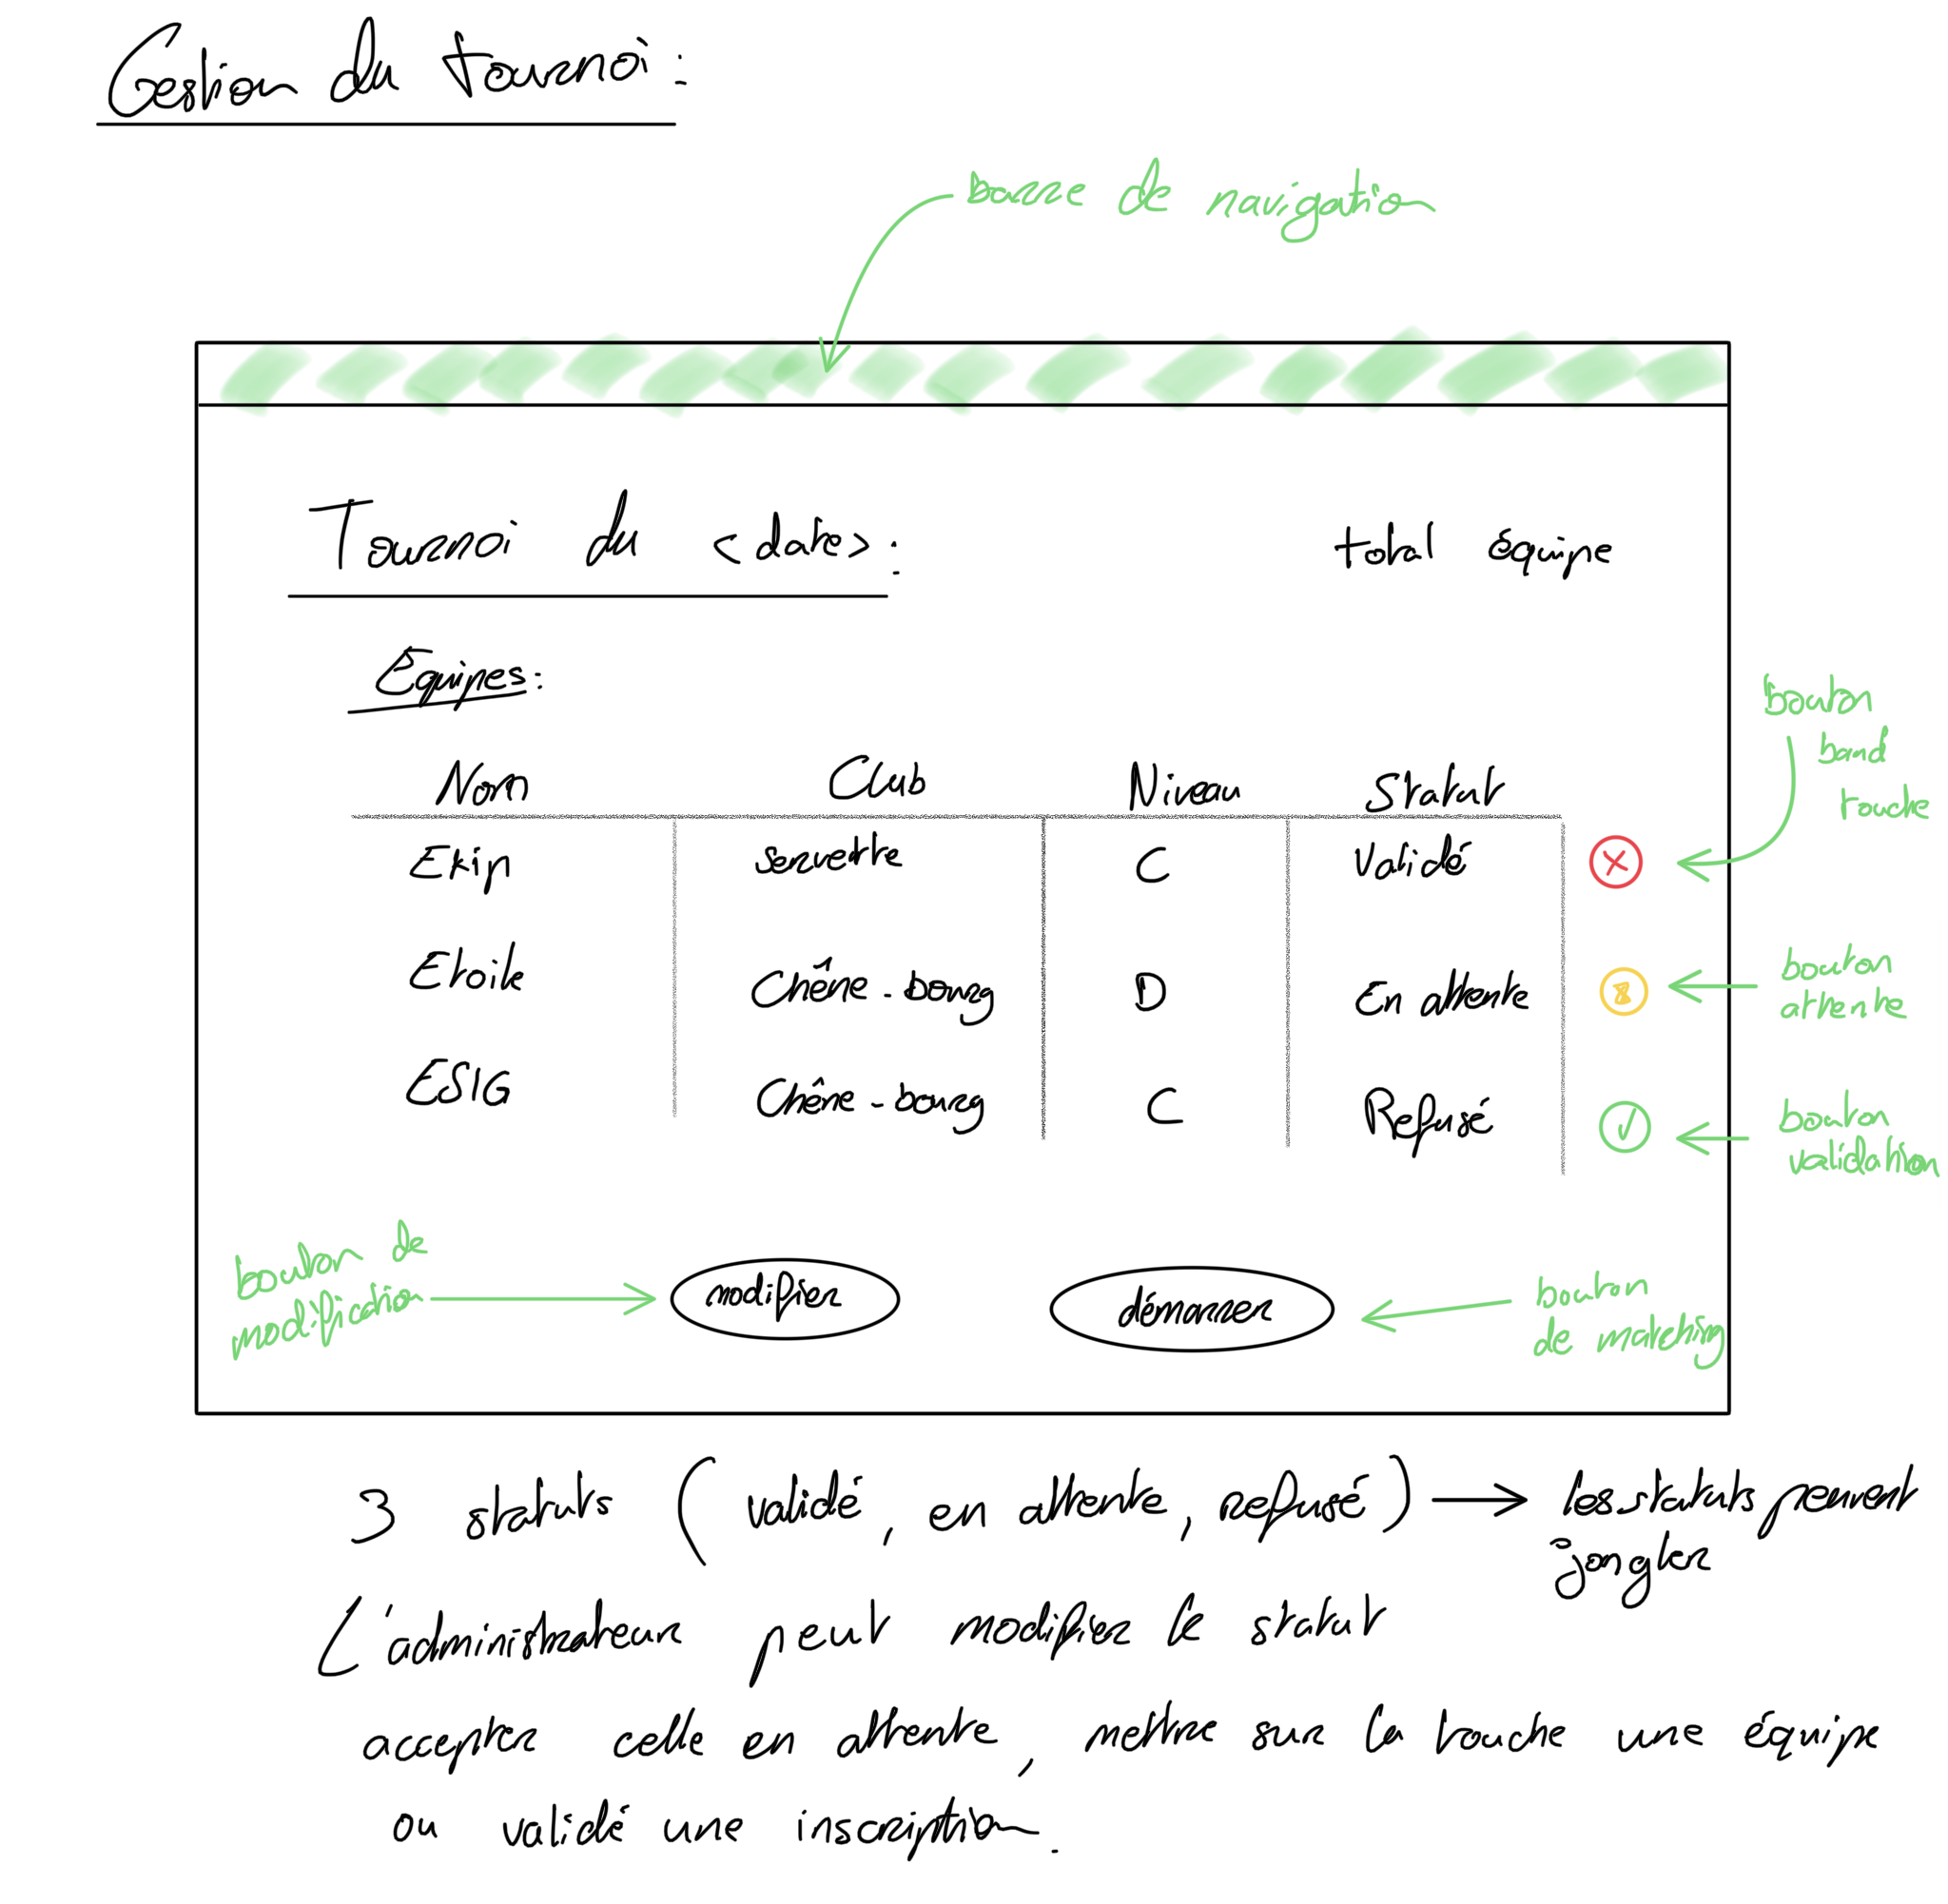 Gestion du tournoi :
barre de navigation
Tournoi du <date> :
total équipe
Equipes :
Nom Club Niveau Statut
Ekip servette C Validé
Etoile Chêne-bourg D En attente
ESIG Chêne-bourg C Refusé
bouton
band
touche
bouton
attente
bouton
validation
bouton de
modification
modifier
démarrer
bouton
de matching
3 statuts (validé, en attente, refusé) → les statuts peuvent
jongler
L'administrateur peut modifier le statut
accepter celle en attente, mettre sur la touche une équipe
ou validé une inscription.